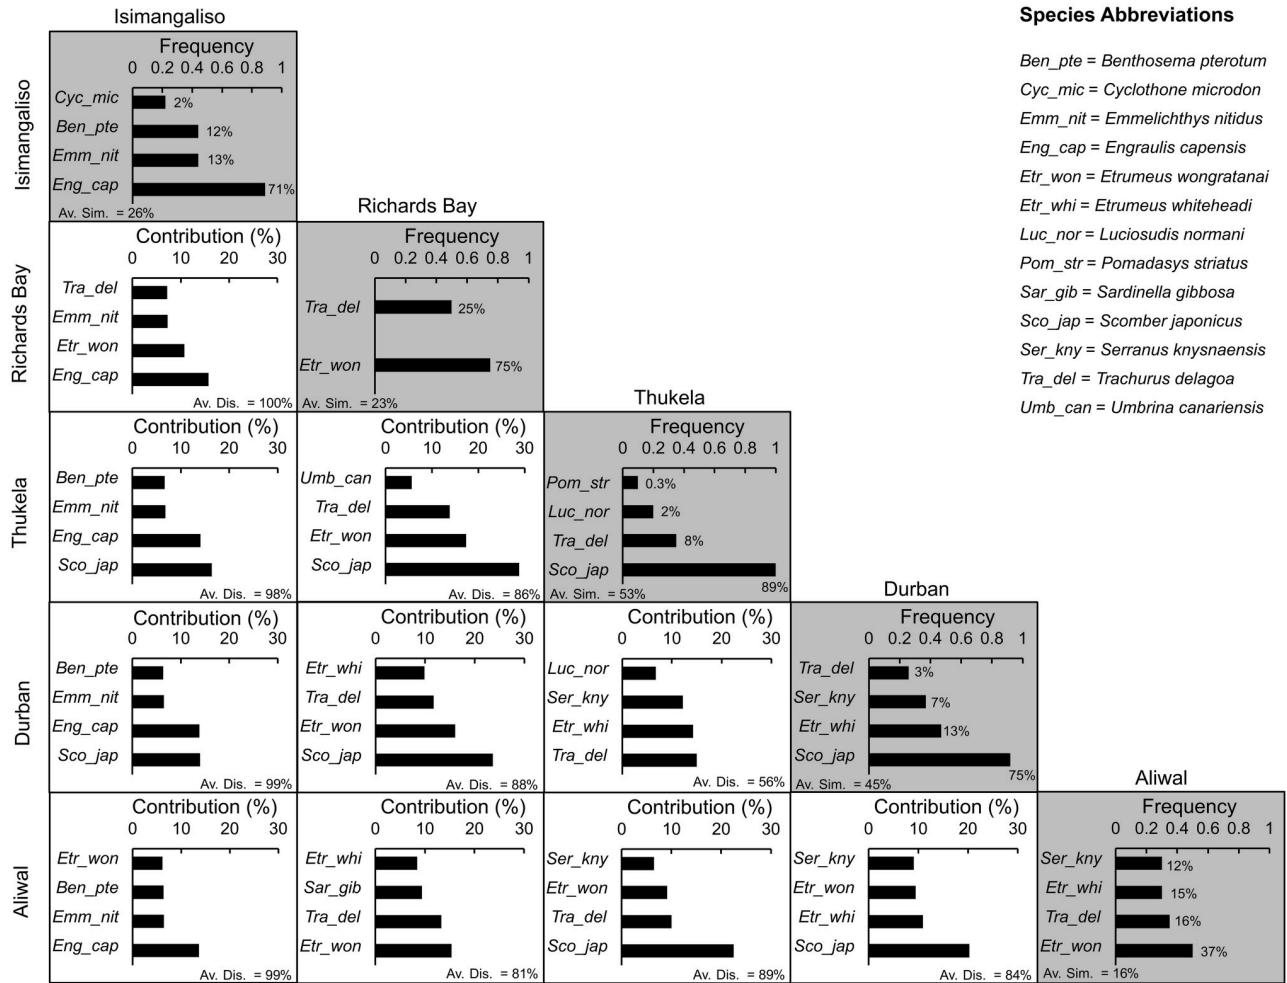 Isimangaliso
Species Abbreviations
Isimangaliso
Frequency
0 0.2 0.4 0.6 0.8 1
Cyc_mic 2%
Ben_pte 12%
Emm_nit 13%
Eng_cap 71%
Av. Sim. = 26%
Ben_pte = Benthosema pterotum
Cyc_mic = Cyclothone microdon
Emm_nit = Emmelichthys nitidus
Eng_cap = Engraulis capensis
Etr_won = Etrumeus wongratanai
Etr_whi = Etrumeus whiteheadi
Luc_nor = Luciosudis normani
Pom_str = Pomadasys striatus
Sar_gib = Sardinella gibbosa
Sco_jap = Scomber japonicus
Ser_kny = Serranus knysnaensis
Tra_del = Trachurus delagoa
Umb_can = Umbrina canariensis
Richards Bay
Richards Bay
Contribution (%)
0 10 20 30
Tra_del
Emm_nit
Etr_won
Eng_cap
Av. Dis. = 100%
Frequency
0 0.2 0.4 0.6 0.8 1
Tra_del 25%
Etr_won 75%
Av. Sim. = 23%
Thukela
Thukela
Contribution (%)
0 10 20 30
Ben_pte
Emm_nit
Eng_cap
Sco_jap
Av. Dis. = 98%
Contribution (%)
0 10 20 30
Umb_can
Tra_del
Etr_won
Sco_jap
Av. Dis. = 86%
Frequency
0 0.2 0.4 0.6 0.8 1
Pom_str 0.3%
Luc_nor 2%
Tra_del 8%
Sco_jap 89%
Av. Sim. = 53%
Durban
Durban
Contribution (%)
0 10 20 30
Ben_pte
Emm_nit
Eng_cap
Sco_jap
Av. Dis. = 99%
Contribution (%)
0 10 20 30
Etr_whi
Tra_del
Etr_won
Sco_jap
Av. Dis. = 88%
Contribution (%)
0 10 20 30
Luc_nor
Ser_kny
Etr_whi
Tra_del
Av. Dis. = 56%
Frequency
0 0.2 0.4 0.6 0.8 1
Tra_del 3%
Ser_kny 7%
Etr_whi 13%
Sco_jap 75%
Av. Sim. = 45%
Aliwal
Aliwal
Contribution (%)
0 10 20 30
Etr_won
Ben_pte
Emm_nit
Eng_cap
Av. Dis. = 99%
Contribution (%)
0 10 20 30
Etr_whi
Sar_gib
Tra_del
Etr_won
Av. Dis. = 81%
Contribution (%)
0 10 20 30
Ser_kny
Etr_won
Tra_del
Sco_jap
Av. Dis. = 89%
Contribution (%)
0 10 20 30
Ser_kny
Etr_won
Etr_whi
Sco_jap
Av. Dis. = 84%
Frequency
0 0.2 0.4 0.6 0.8 1
Ser_kny 12%
Etr_whi 15%
Tra_del 16%
Etr_won 37%
Av. Sim. = 16%